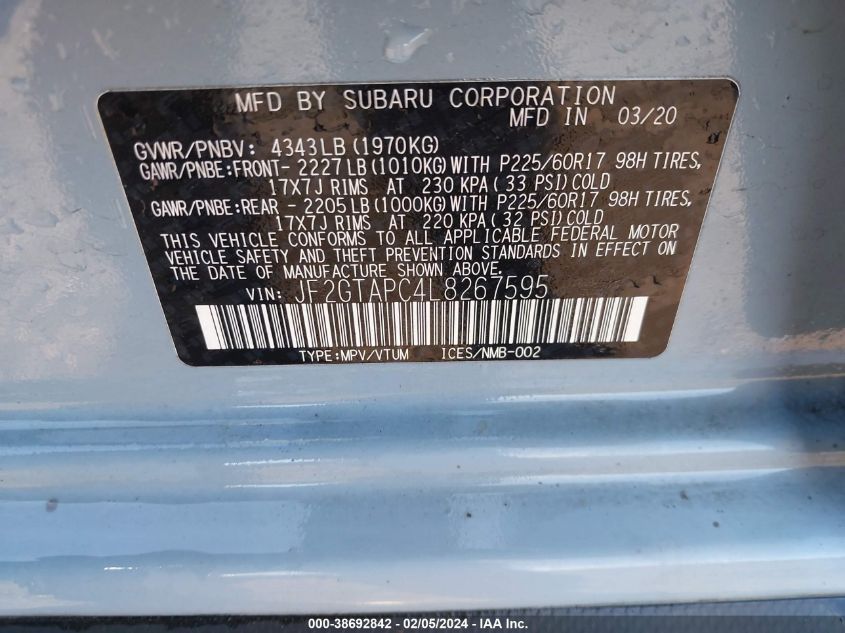 MFD BY SUBARU CORPORATION
MFD IN 03/20
GVWR/PNBV: 4343LB (1970KG)
GAWR/PNBE:FRONT- 2227 LB (1010KG) WITH P225/60R17 98H TIRES,
17X7J RIMS AT 230 KPA (33 PSI) COLD
GAWR/PNBE:REAR - 2205 LB (1000KG) WITH P225/60R17 98H TIRES,
17X7J RIMS AT 220 KPA (32 PSI) COLD
THIS VEHICLE CONFORMS TO ALL APPLICABLE FEDERAL MOTOR
VEHICLE SAFETY AND THEFT PREVENTION STANDARDS IN EFFECT ON
THE DATE OF MANUFACTURE SHOWN ABOVE.
VIN: JF2GTAPC4L8267595
TYPE:MPV/VTUM ICES/NMB-002
000-38692842 - 02/05/2024 - IAA Inc.